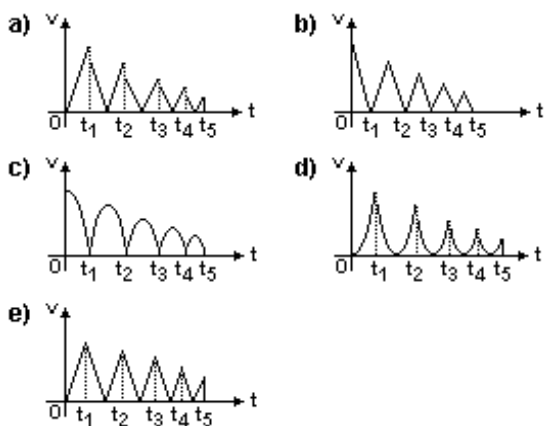 a) v 0 t1 t2 t3 t4 t5 t
b) v 0 t1 t2 t3 t4 t5 t
c) v 0 t1 t2 t3 t4 t5 t
d) v 0 t1 t2 t3 t4 t5 t
e) v 0 t1 t2 t3 t4 t5 t